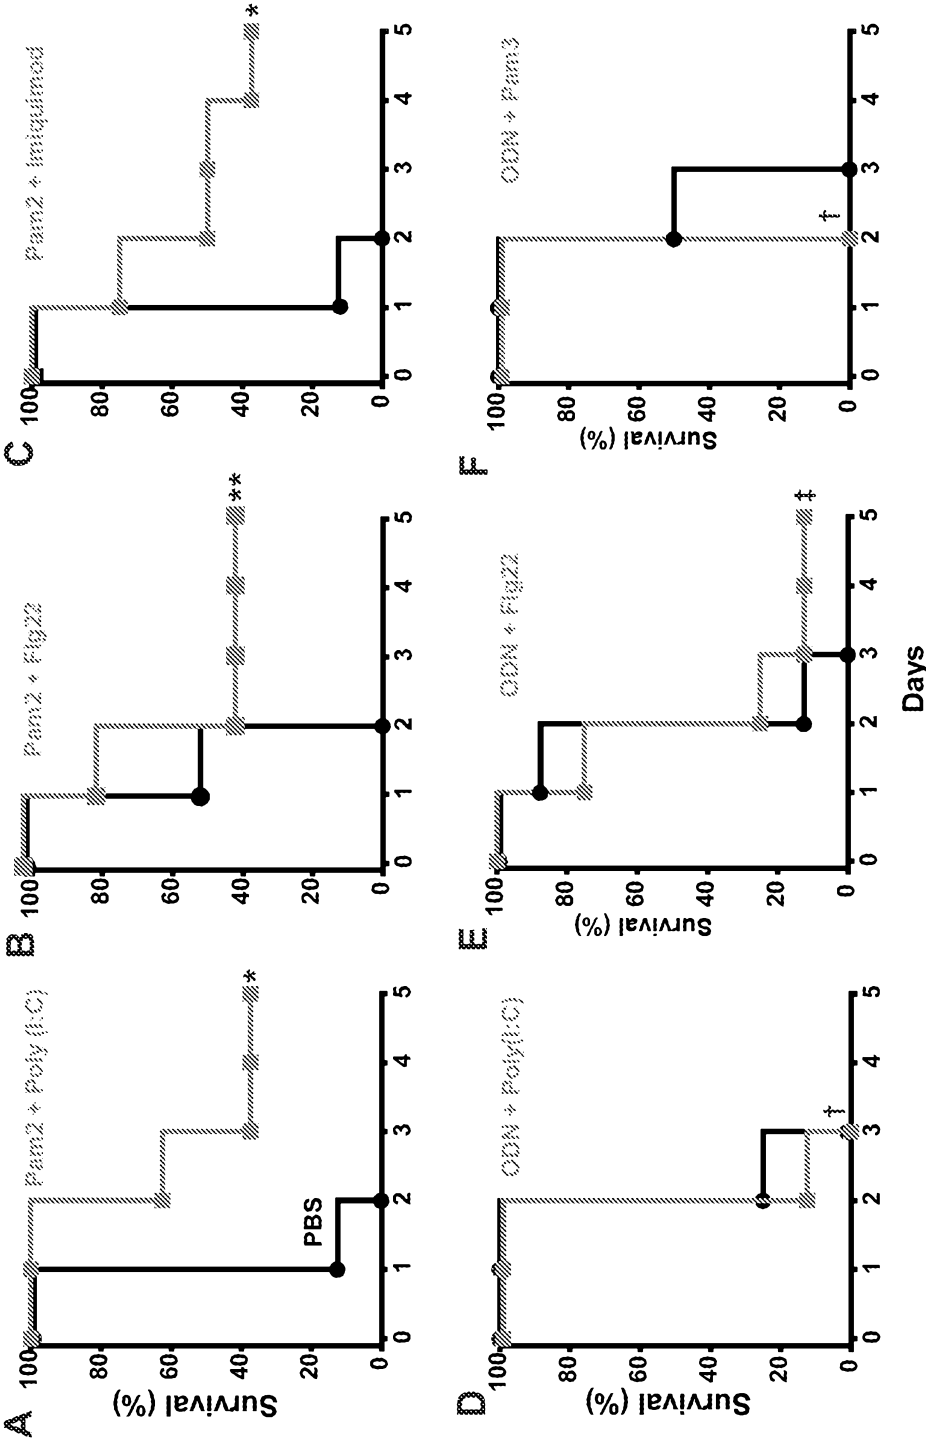 A
Pam2 + Poly (I:C)
Survival (%)
100
80
60
40
20
0
PBS
*
0 1 2 3 4 5
B
Pam2 + Flg22
100
80
60
40
20
0
**
0 1 2 3 4 5
C
Pam2 + Imiquimod
100
80
60
40
20
0
*
0 1 2 3 4 5
D
ODN + Poly(I:C)
Survival (%)
100
80
60
40
20
0
†
0 1 2 3 4 5
E
ODN + Flg22
Survival (%)
100
80
60
40
20
0
‡
0 1 2 3 4 5
F
ODN + Pam3
Survival (%)
100
80
60
40
20
0
†
0 1 2 3 4 5
Days